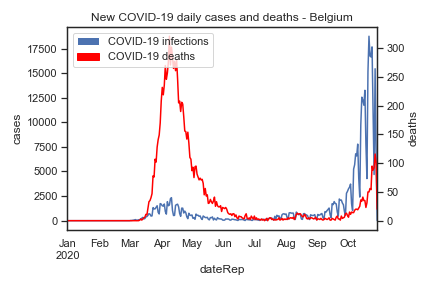 New COVID-19 daily cases and deaths - Belgium
COVID-19 infections
COVID-19 deaths
17500
15000
12500
10000
7500
5000
2500
0
cases
300
250
200
150
100
50
0
deaths
Jan Feb Mar Apr May Jun Jul Aug Sep Oct
2020
dateRep